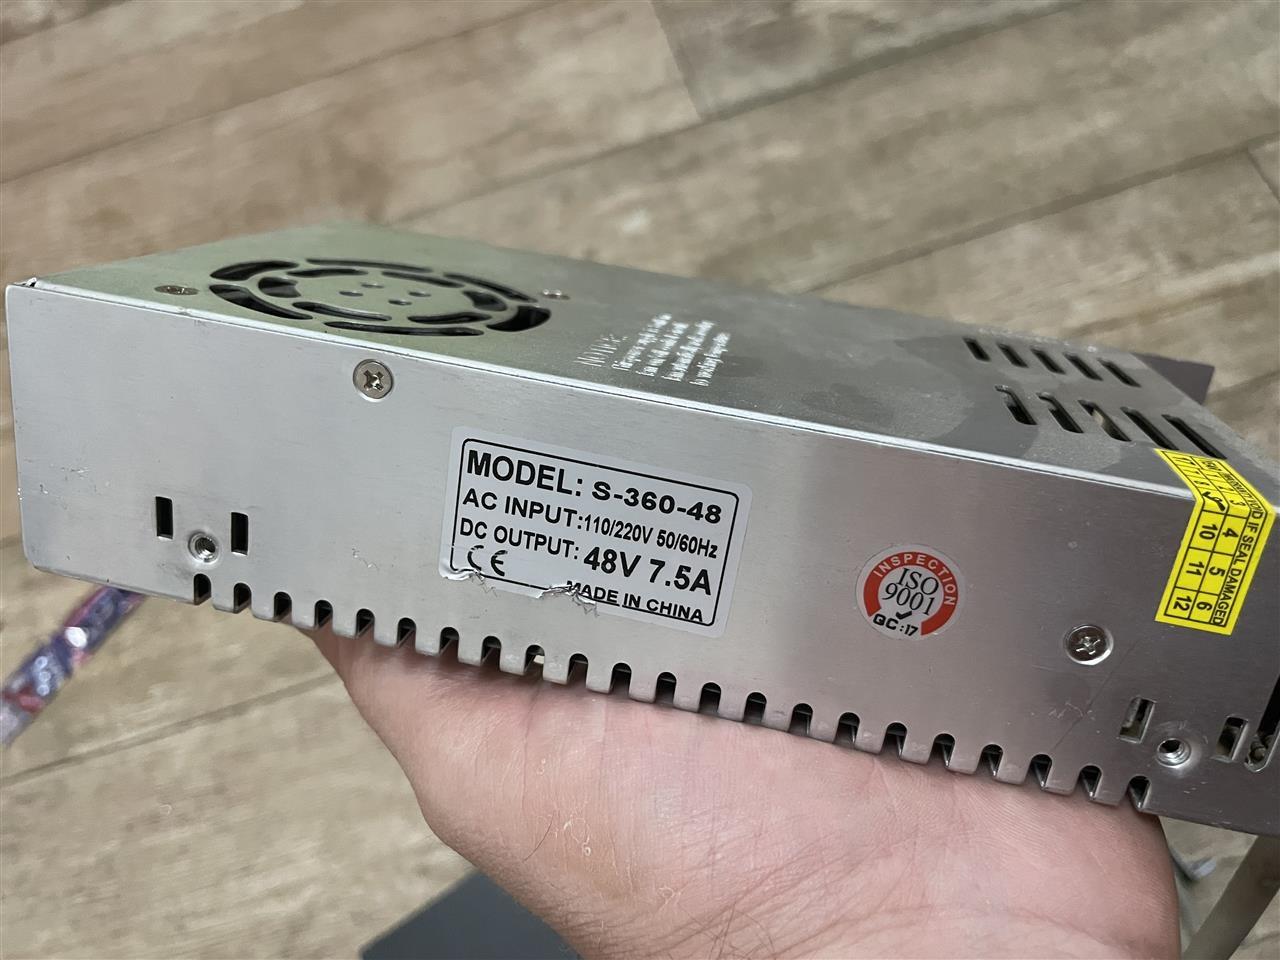 MODEL: S-360-48
AC INPUT:110/220V 50/60Hz
DC OUTPUT: 48V 7.5A
CE
MADE IN CHINA
INSPECTION
ISO
9001
QC:17
VOID IF SEAL DAMAGED
4 5 6
10 11 12